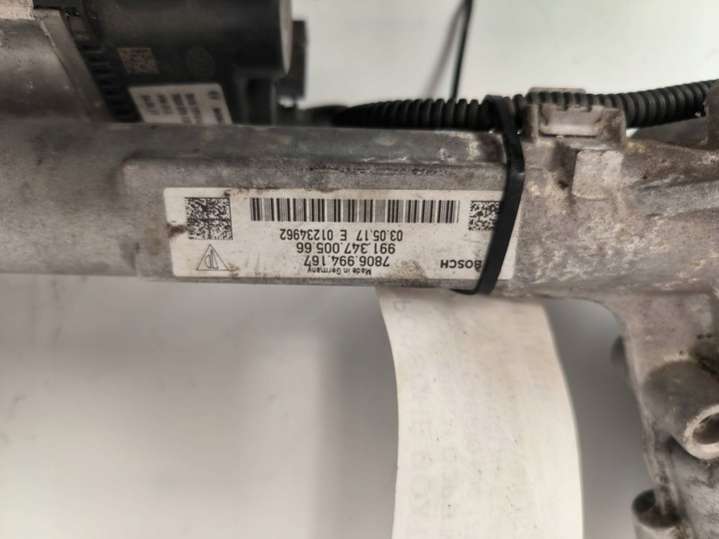 BOSCH
Made in Germany
7806.994.167
991.347.005.66
03.05.17 E 01234962